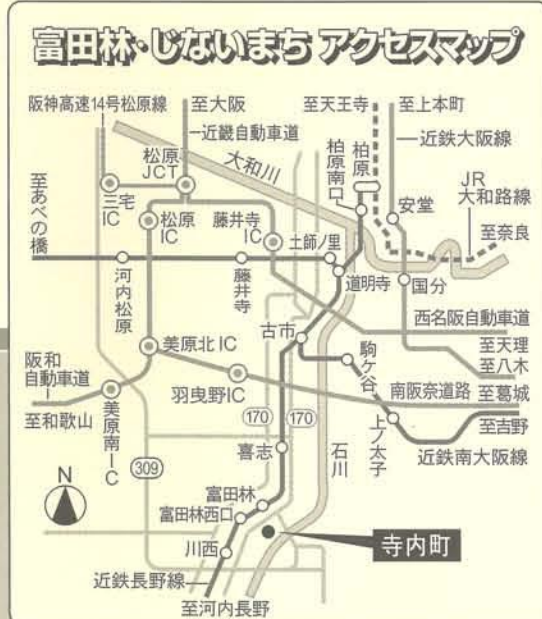 富田林・じないまち アクセスマップ
阪神高速14号松原線
至大阪
近畿自動車道
至天王寺
至上本町
近鉄大阪線
松原JCT
大和川
柏原南口
柏原
安堂
JR大和路線
至奈良
至あべの橋
三宅IC
松原IC
藤井寺IC
土師ノ里
道明寺
国分
河内松原
藤井寺
古市
西名阪自動車道
至天理
至八木
阪和自動車道
至和歌山
美原北IC
美原南IC
羽曳野IC
駒ケ谷
南阪奈道路
至葛城
至吉野
上ノ太子
近鉄南大阪線
170
170
309
喜志
石川
N
富田林
富田林西口
川西
寺内町
近鉄長野線
至河内長野